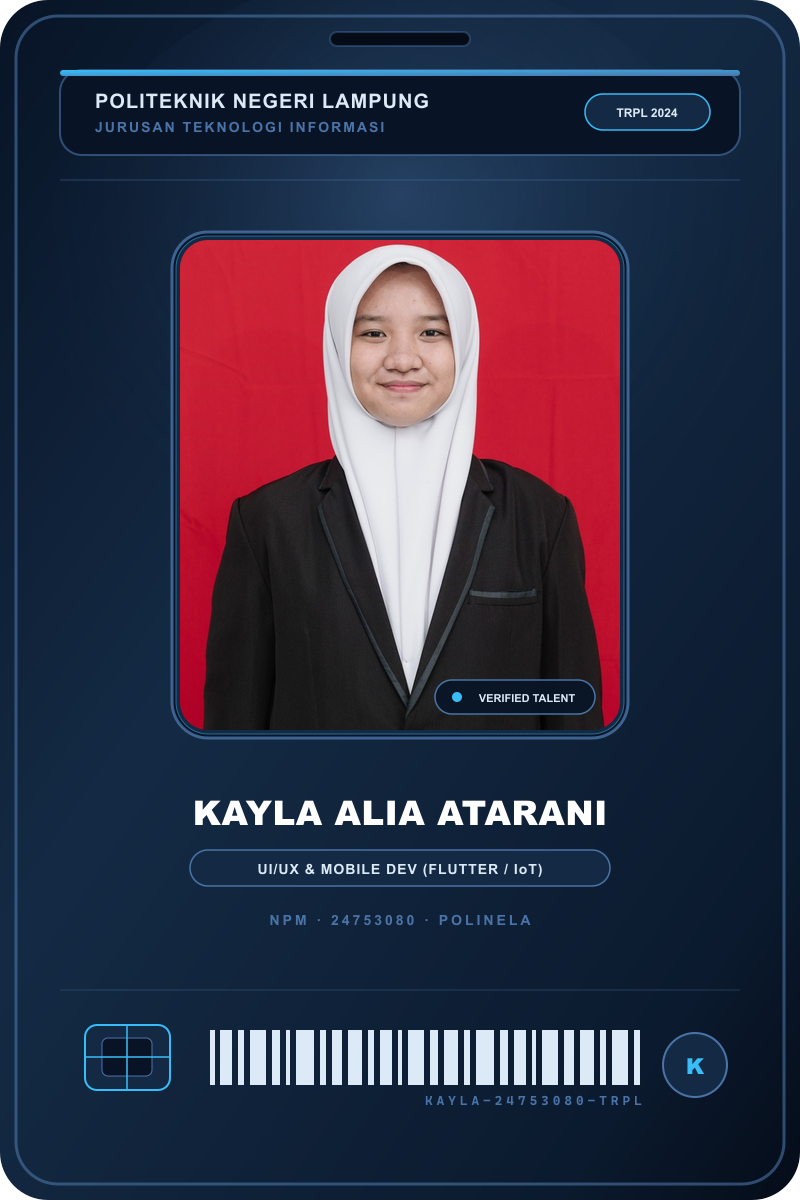 POLITEKNIK NEGERI LAMPUNG
JURUSAN TEKNOLOGI INFORMASI
TRPL 2024
VERIFIED TALENT
KAYLA ALIA ATARANI
UI/UX & MOBILE DEV (FLUTTER / IoT)
NPM · 24753080 · POLINELA
K
KAYLA-24753080-TRPL